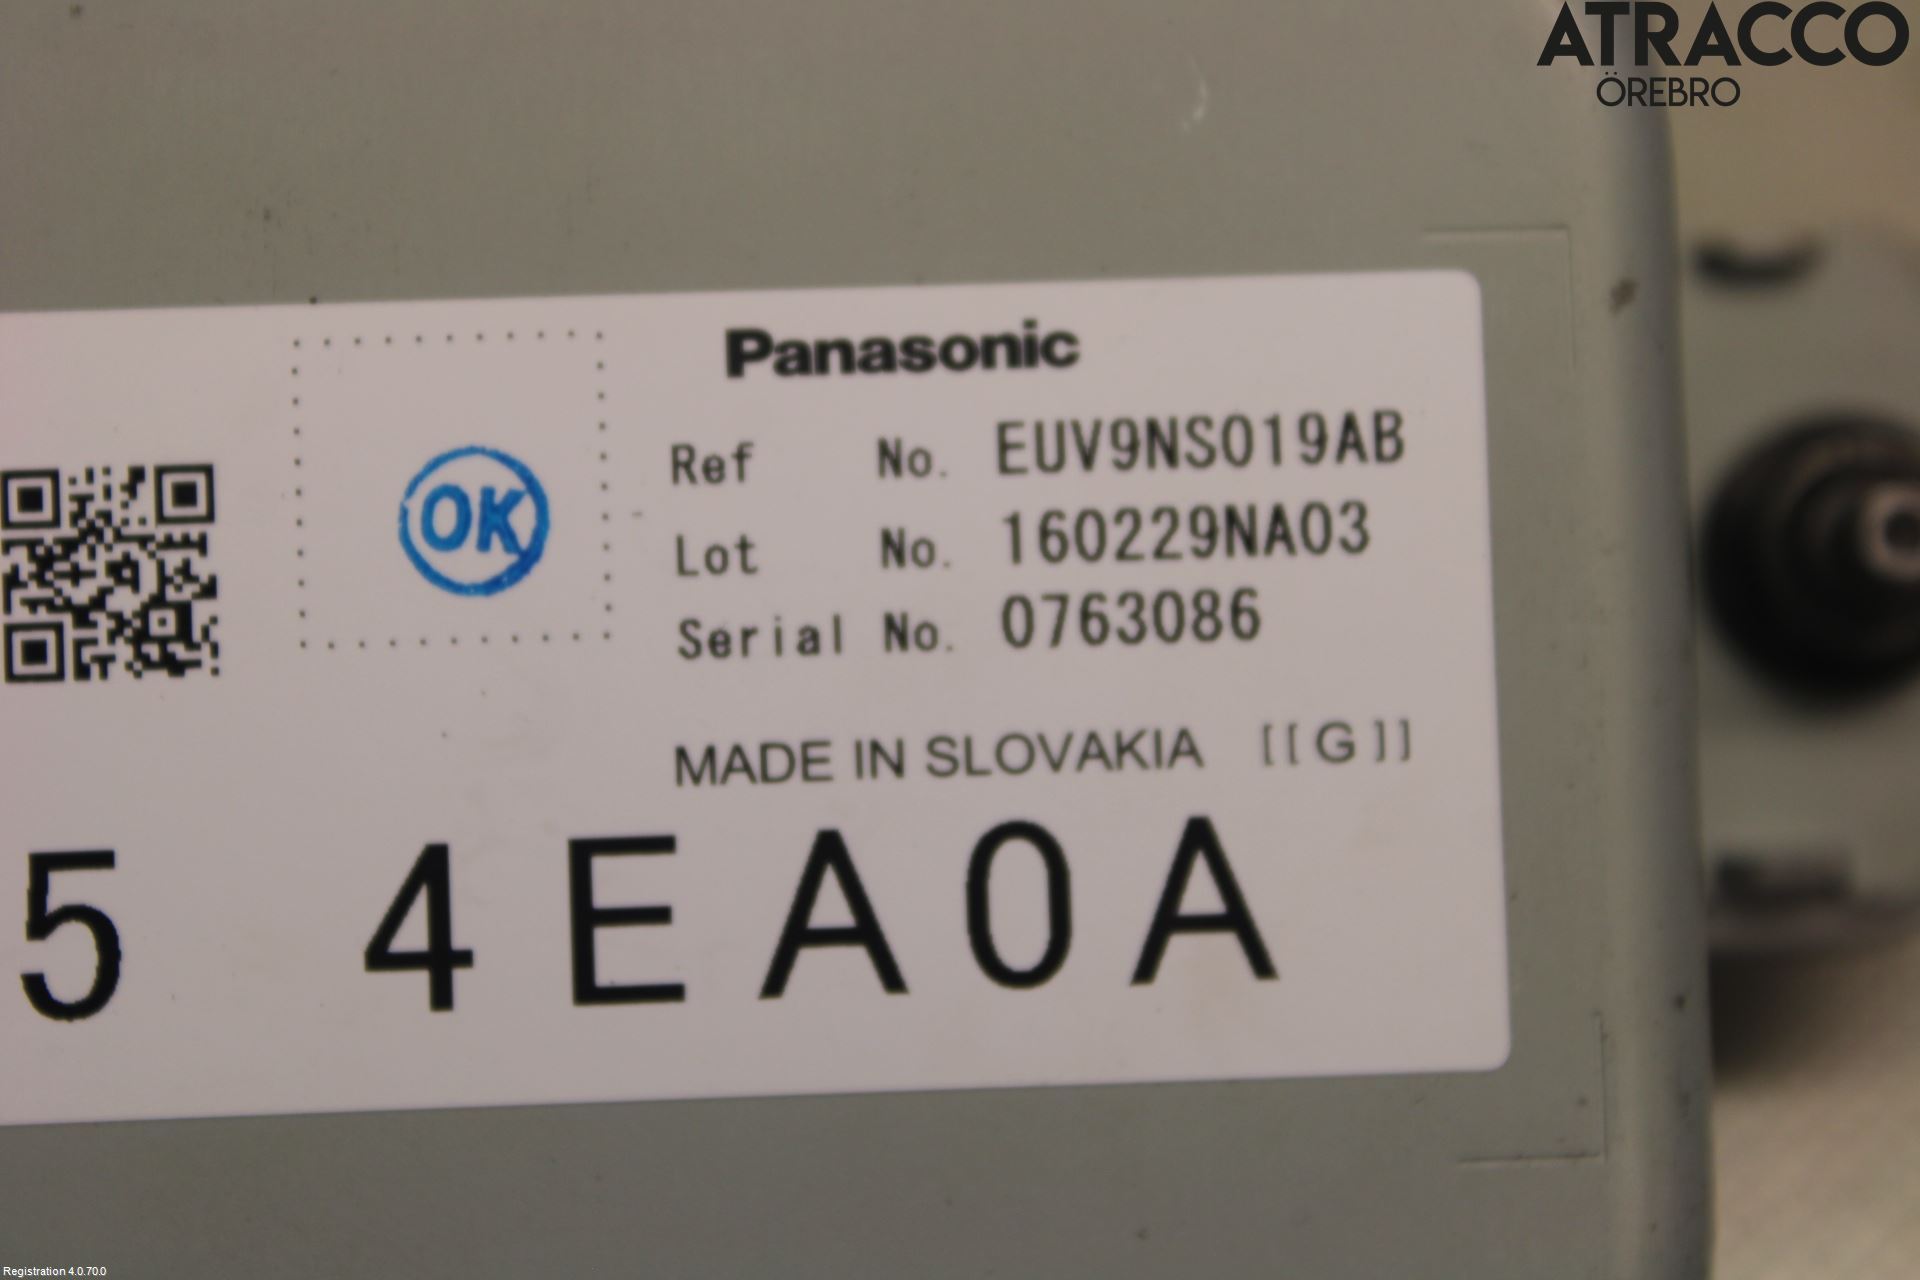 ATRACCO
ÖREBRO
Panasonic
OK
Ref No. EUV9NS019AB
Lot No. 160229NA03
Serial No. 0763086
MADE IN SLOVAKIA [[G]]
5 4EA0A
Registration 4.0.70.0